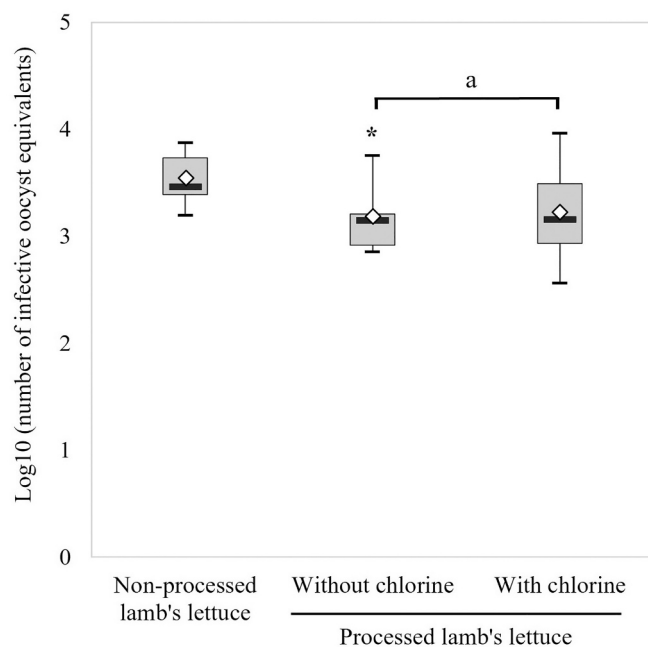 Log10 (number of infective oocyst equivalents)
5
4
3
2
1
0
a
*
Non-processed
lamb's lettuce
Without chlorine
With chlorine
Processed lamb's lettuce